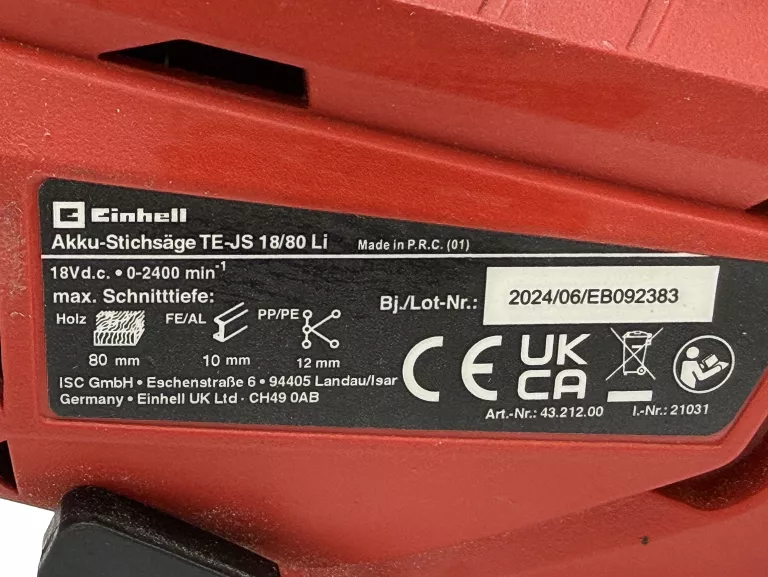 Einhell
Akku-Stichsäge TE-JS 18/80 Li Made in P.R.C. (01)
18V d.c. • 0-2400 min⁻¹
max. Schnitttiefe:
Holz FE/AL PP/PE
80 mm 10 mm 12 mm
Bj./Lot-Nr.: 2024/06/EB092383
ISC GmbH • Eschenstraße 6 • 94405 Landau/Isar
Germany • Einhell UK Ltd · CH49 0AB
CE UK
CA
Art.-Nr.: 43.212.00 I.-Nr.: 21031